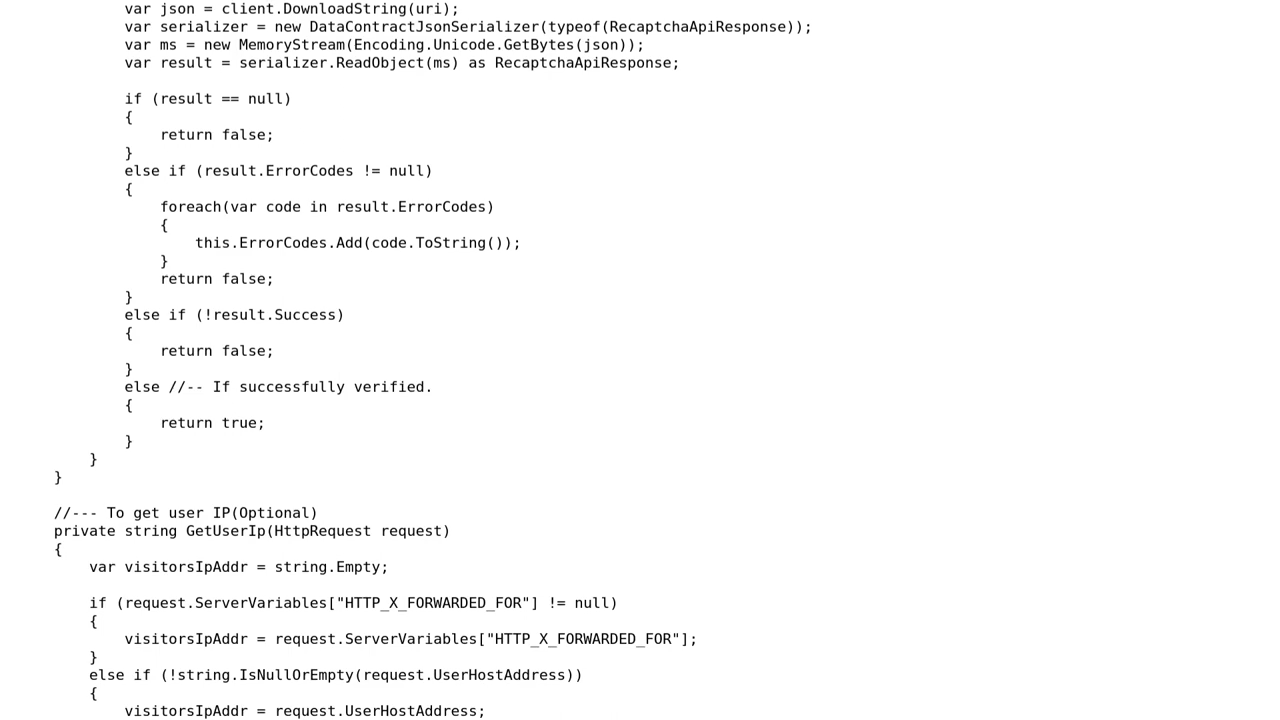 var json = client.DownloadString(uri);
var serializer = new DataContractJsonSerializer(typeof(RecaptchaApiResponse));
var ms = new MemoryStream(Encoding.Unicode.GetBytes(json));
var result = serializer.ReadObject(ms) as RecaptchaApiResponse;

if (result == null)
{
return false;
}
else if (result.ErrorCodes != null)
{
foreach(var code in result.ErrorCodes)
{
this.ErrorCodes.Add(code.ToString());
}
return false;
}
else if (!result.Success)
{
return false;
}
else //-- If successfully verified.
{
return true;
}
}
}

//--- To get user IP(Optional)
private string GetUserIp(HttpRequest request)
{
var visitorsIpAddr = string.Empty;

if (request.ServerVariables["HTTP_X_FORWARDED_FOR"] != null)
{
visitorsIpAddr = request.ServerVariables["HTTP_X_FORWARDED_FOR"];
}
else if (!string.IsNullOrEmpty(request.UserHostAddress))
{
visitorsIpAddr = request.UserHostAddress;